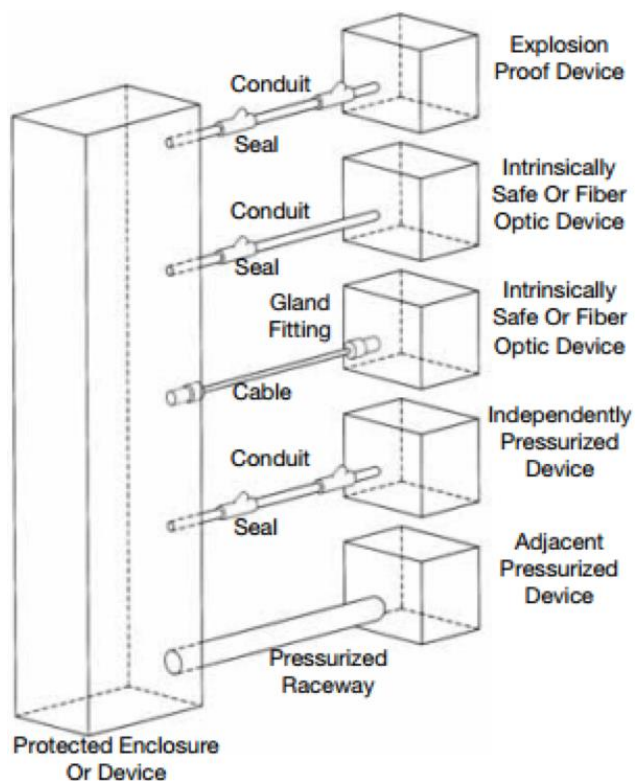 Explosion
Proof Device
Conduit
Seal
Intrinsically
Safe Or Fiber
Optic Device
Conduit
Seal
Intrinsically
Safe Or Fiber
Optic Device
Gland
Fitting
Cable
Independently
Pressurized
Device
Conduit
Seal
Adjacent
Pressurized
Device
Pressurized
Raceway
Protected Enclosure
Or Device